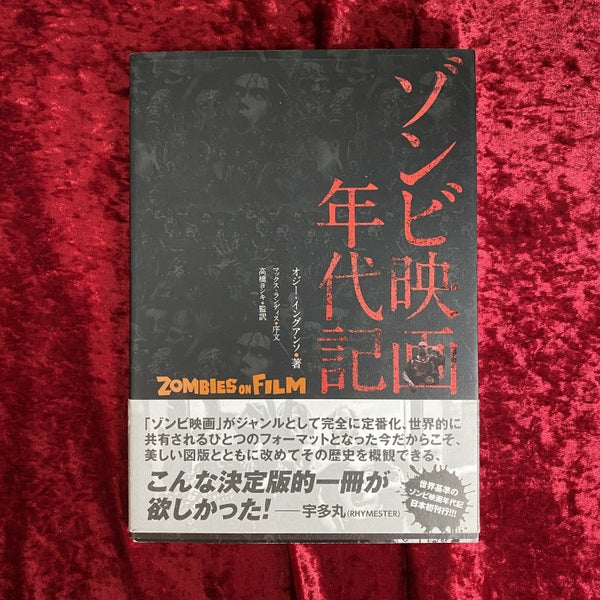 ゾンビ映画
年代記
オジー・イングアンソ●著
マックス・ランディス●序文
高橋ヨシキ●監訳
ZOMBIES ON FILM
「ゾンビ映画」がジャンルとして完全に定番化、世界的に
共有されるひとつのフォーマットとなった今だからこそ、
美しい図版とともに改めてその歴史を概観できる、
こんな決定版的一冊が
欲しかった!——宇多丸(RHYMESTER)
世界基準の
ゾンビ映画年代記
日本初刊行!!!